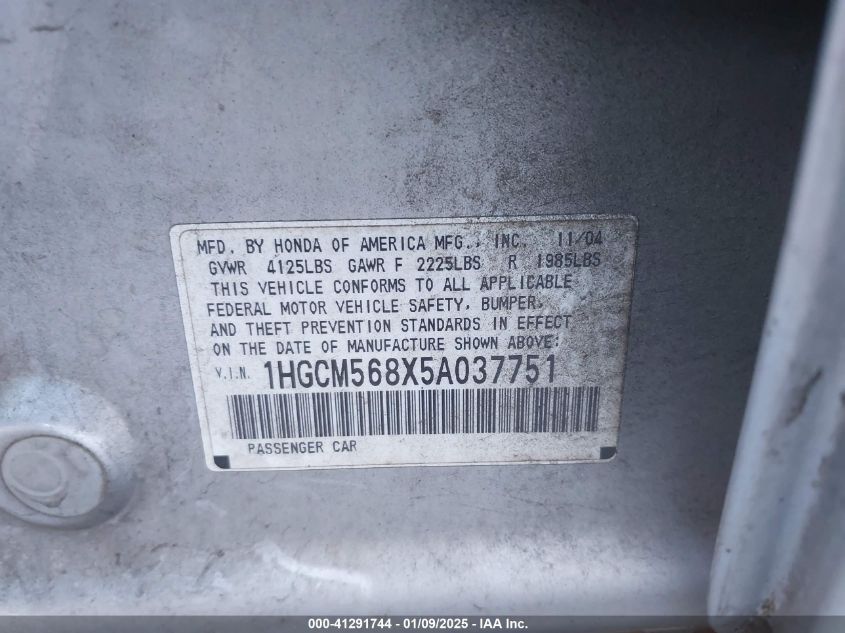 MFD. BY HONDA OF AMERICA MFG., INC. 11/04
GVWR 4125LBS GAWR F 2225LBS R 1985LBS
THIS VEHICLE CONFORMS TO ALL APPLICABLE
FEDERAL MOTOR VEHICLE SAFETY, BUMPER,
AND THEFT PREVENTION STANDARDS IN EFFECT
ON THE DATE OF MANUFACTURE SHOWN ABOVE:
V.I.N. 1HGCM568X5A037751
PASSENGER CAR
000-41291744 - 01/09/2025 - IAA Inc.